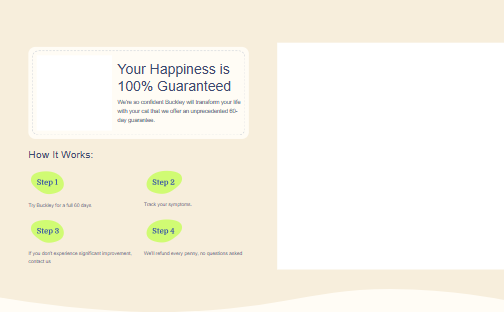 Your Happiness is
100% Guaranteed
We're so confident Buckley will transform your life
with your cat that we offer an unprecedented 60-
day guarantee.
How It Works:
Step 1
Step 2
Try Buckley for a full 60 days
Track your symptoms.
Step 3
Step 4
If you don't experience significant improvement,
contact us
We'll refund every penny, no questions asked